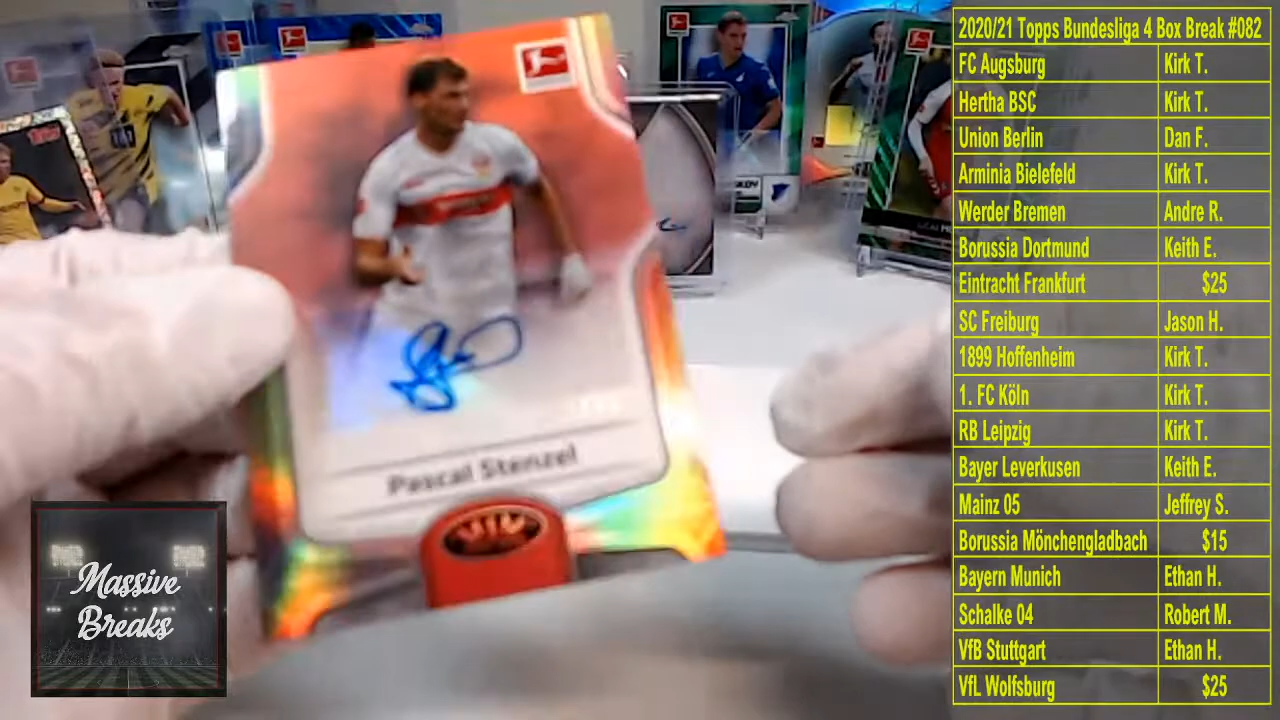 Pascal Stenzel
Massive
Breaks
2020/21 Topps Bundesliga 4 Box Break #082
FC Augsburg Kirk T.
Hertha BSC Kirk T.
Union Berlin Dan F.
Arminia Bielefeld Kirk T.
Werder Bremen Andre R.
Borussia Dortmund Keith E.
Eintracht Frankfurt $25
SC Freiburg Jason H.
1899 Hoffenheim Kirk T.
1. FC Köln Kirk T.
RB Leipzig Kirk T.
Bayer Leverkusen Keith E.
Mainz 05 Jeffrey S.
Borussia Mönchengladbach $15
Bayern Munich Ethan H.
Schalke 04 Robert M.
VfB Stuttgart Ethan H.
VfL Wolfsburg $25